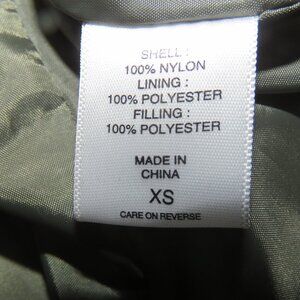 SHELL :
100% NYLON
LINING :
100% POLYESTER
FILLING :
100% POLYESTER
MADE IN
CHINA
XS
CARE ON REVERSE